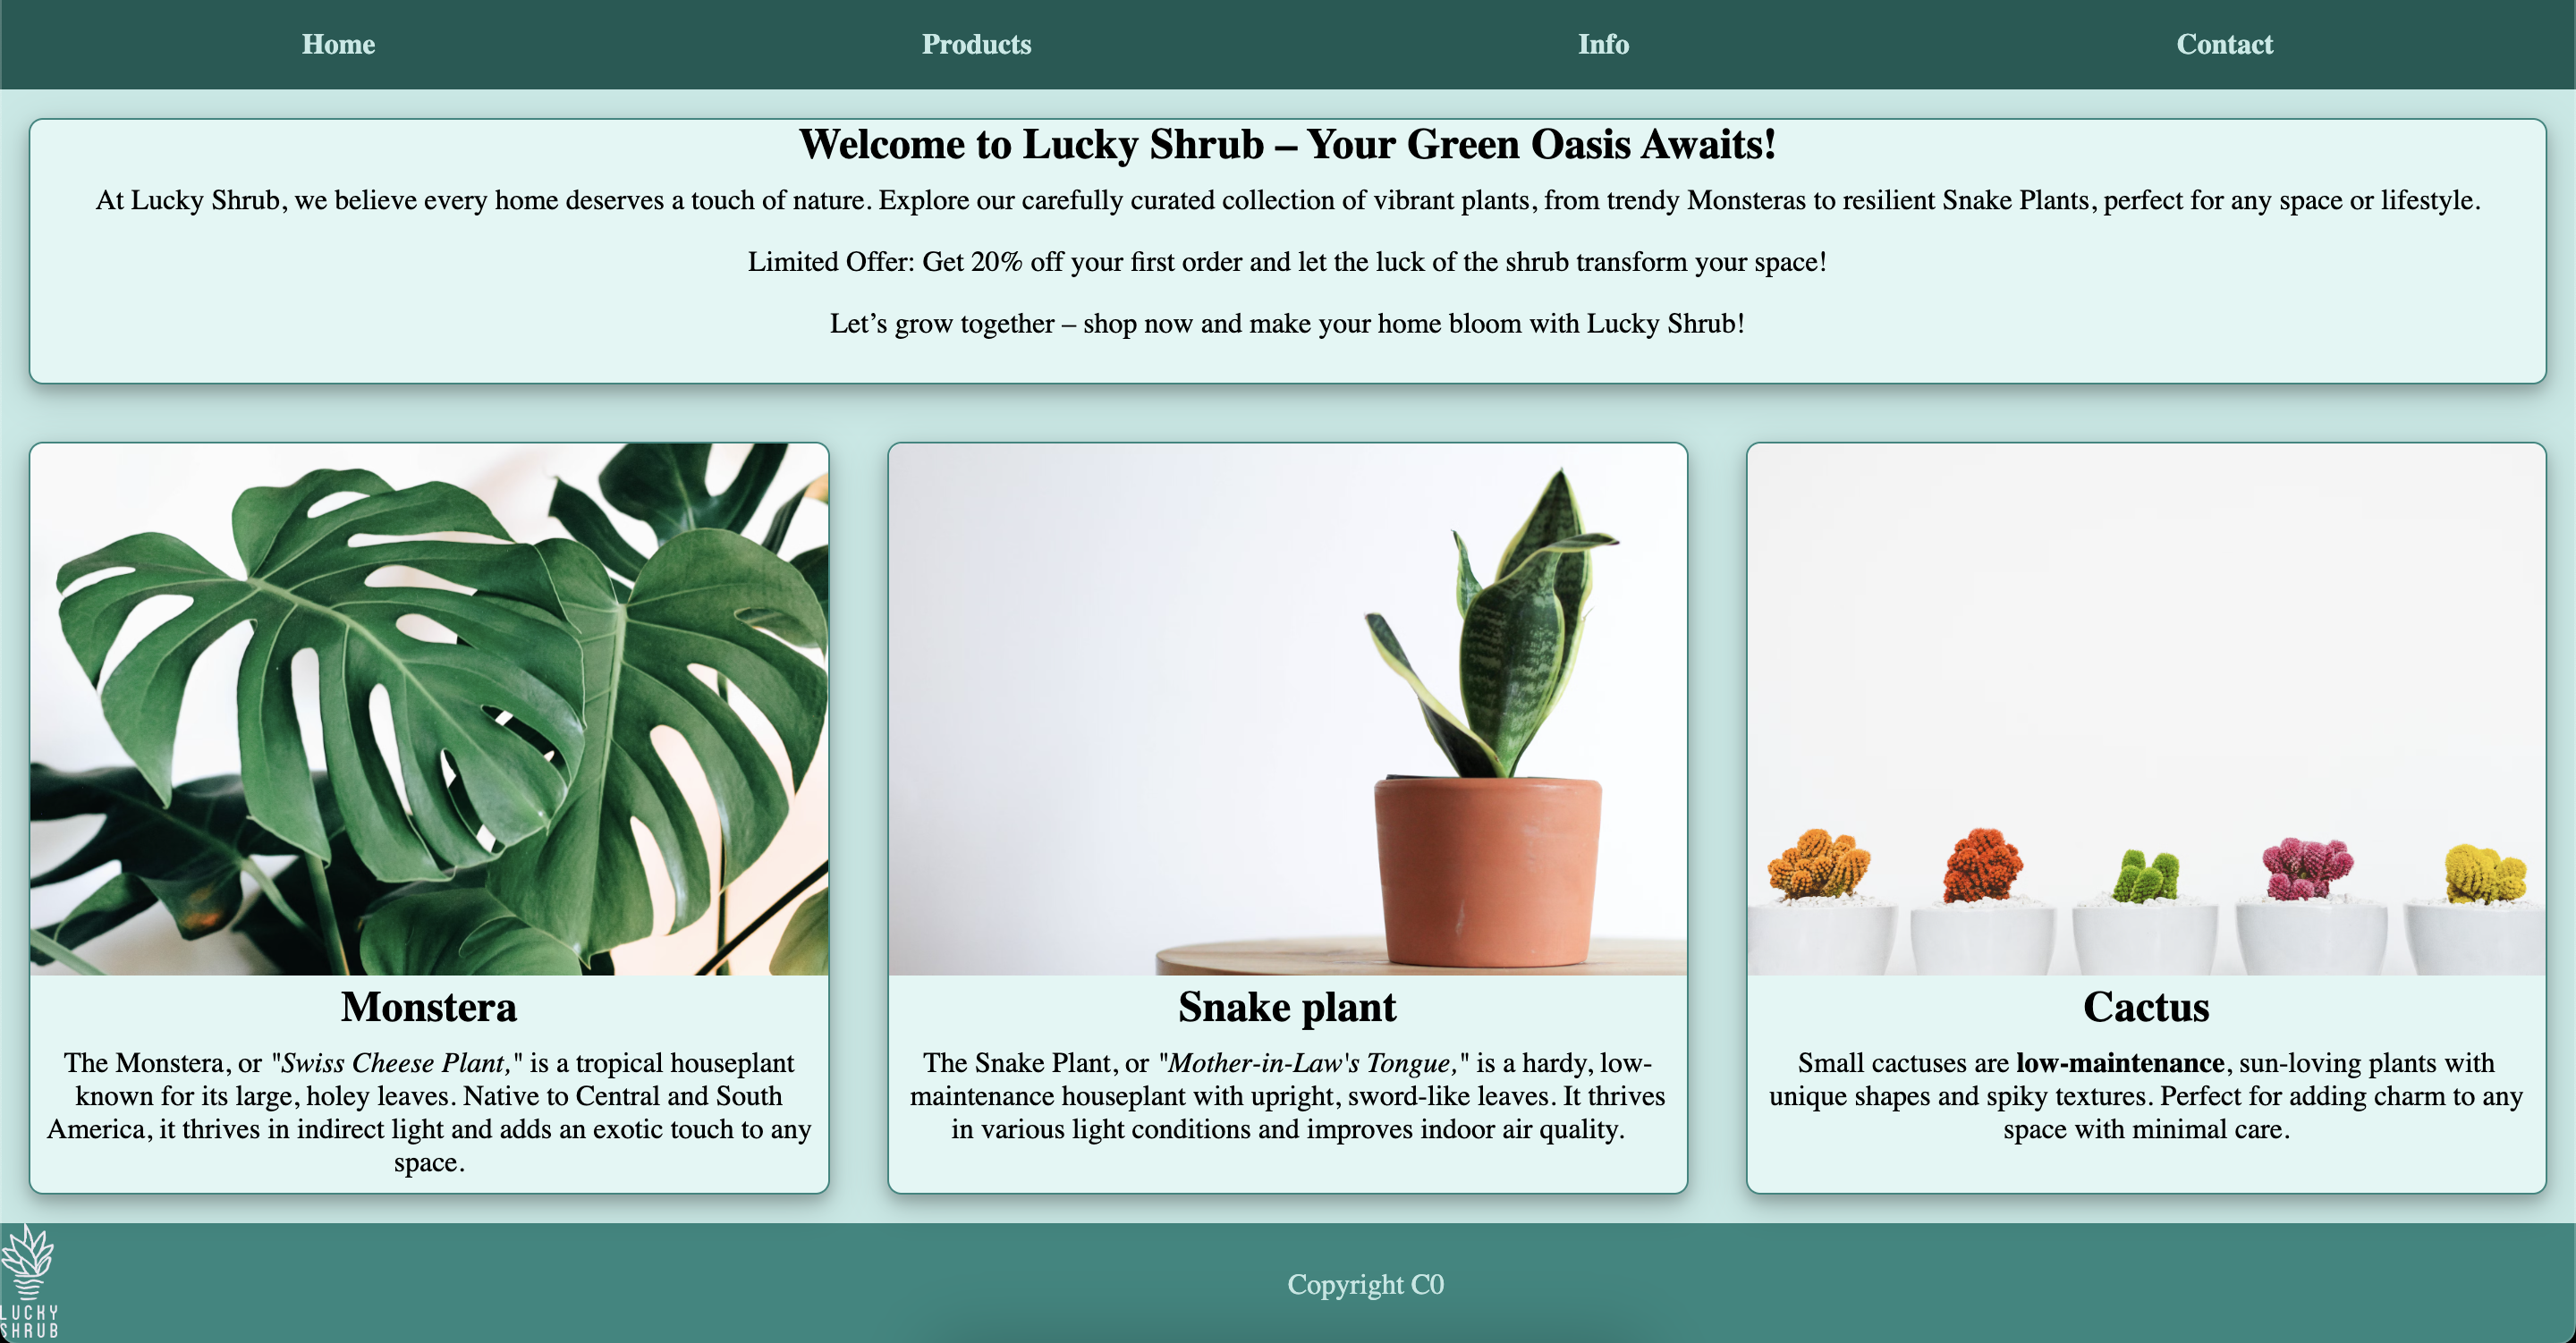 Home Products Info Contact
Welcome to Lucky Shrub – Your Green Oasis Awaits!
At Lucky Shrub, we believe every home deserves a touch of nature. Explore our carefully curated collection of vibrant plants, from trendy Monsteras to resilient Snake Plants, perfect for any space or lifestyle.
Limited Offer: Get 20% off your first order and let the luck of the shrub transform your space!
Let’s grow together – shop now and make your home bloom with Lucky Shrub!
Monstera
The Monstera, or "Swiss Cheese Plant," is a tropical houseplant
known for its large, holey leaves. Native to Central and South
America, it thrives in indirect light and adds an exotic touch to any
space.
Snake plant
The Snake Plant, or "Mother-in-Law's Tongue," is a hardy, low-
maintenance houseplant with upright, sword-like leaves. It thrives
in various light conditions and improves indoor air quality.
Cactus
Small cactuses are low-maintenance, sun-loving plants with
unique shapes and spiky textures. Perfect for adding charm to any
space with minimal care.
LUCKY
SHRUB
Copyright C0